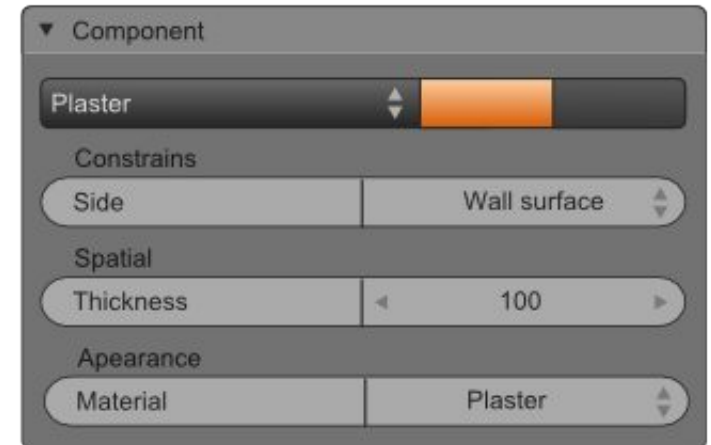 Component
Plaster
Constrains
Side Wall surface
Spatial
Thickness 100
Apearance
Material Plaster